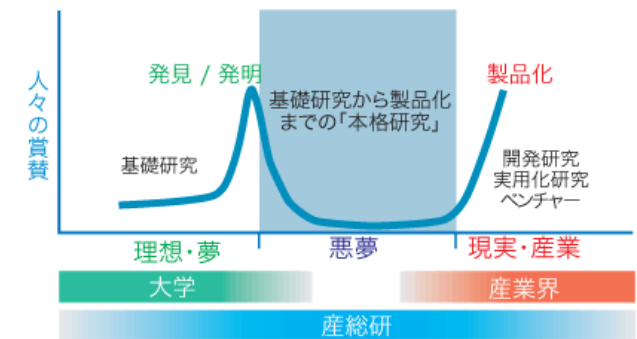 人々の賞賛
発見 / 発明
製品化
基礎研究から製品化
までの「本格研究」
基礎研究
開発研究
実用化研究
ベンチャー
理想・夢
悪夢
現実・産業
大学
産業界
産総研